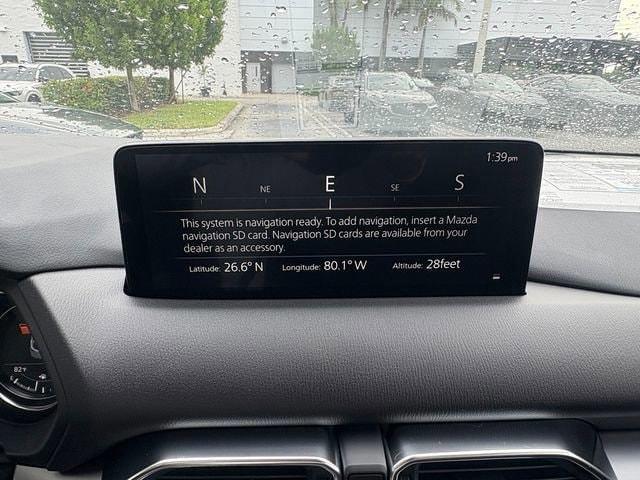 1:39pm
N NE E SE S
This system is navigation ready. To add navigation, insert a Mazda
navigation SD card. Navigation SD cards are available from your
dealer as an accessory.
Latitude: 26.6° N Longitude: 80.1° W Altitude: 28feet
82°F